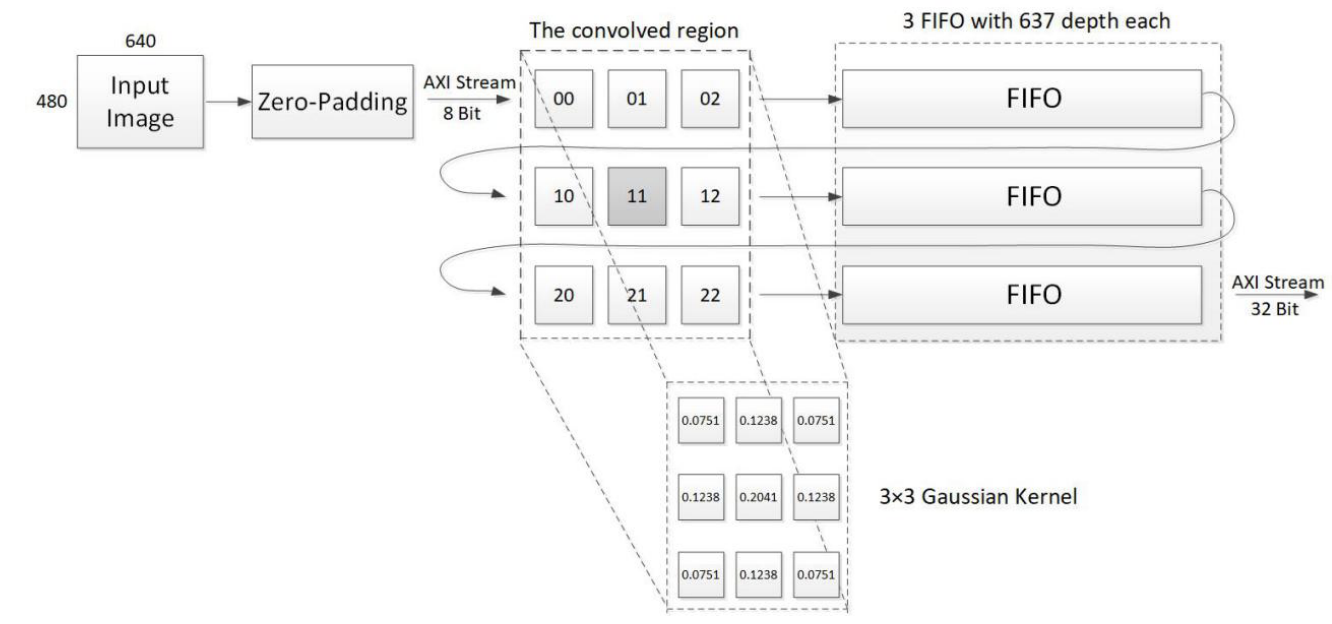 640
480
Input
Image
Zero-Padding
AXI Stream
8 Bit
The convolved region
3 FIFO with 637 depth each
00 01 02
FIFO
10 11 12
FIFO
20 21 22
FIFO
AXI Stream
32 Bit
0.0751 0.1238 0.0751
0.1238 0.2041 0.1238
3×3 Gaussian Kernel
0.0751 0.1238 0.0751